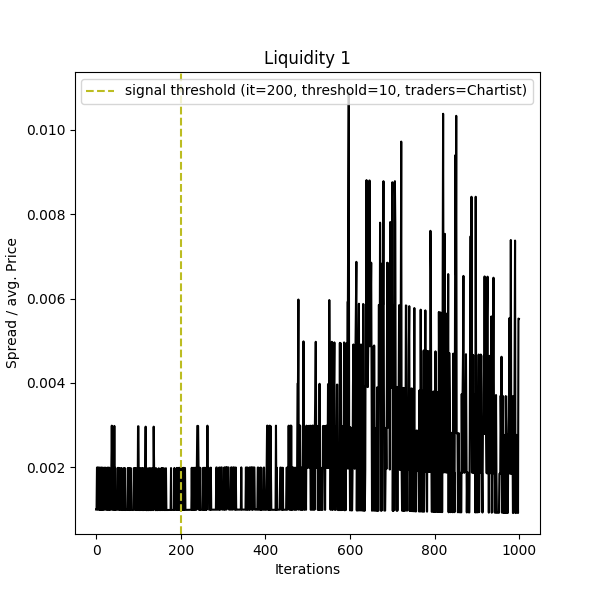 Liquidity 1
signal threshold (it=200, threshold=10, traders=Chartist)
0.010
0.008
0.006
0.004
0.002
Spread / avg. Price
0 200 400 600 800 1000
Iterations